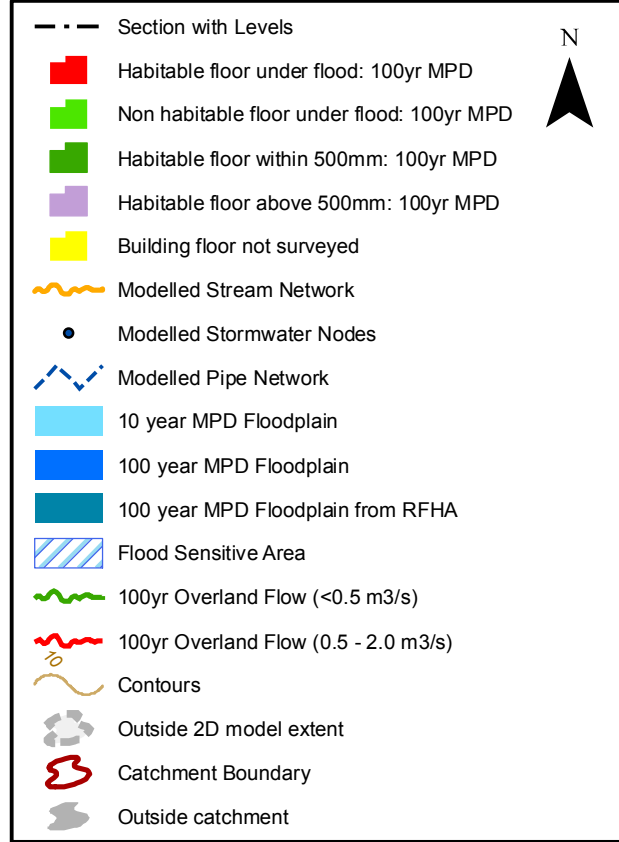 Section with Levels
N
Habitable floor under flood: 100yr MPD
Non habitable floor under flood: 100yr MPD
Habitable floor within 500mm: 100yr MPD
Habitable floor above 500mm: 100yr MPD
Building floor not surveyed
Modelled Stream Network
Modelled Stormwater Nodes
Modelled Pipe Network
10 year MPD Floodplain
100 year MPD Floodplain
100 year MPD Floodplain from RFHA
Flood Sensitive Area
100yr Overland Flow (<0.5 m3/s)
100yr Overland Flow (0.5 - 2.0 m3/s)
10
Contours
Outside 2D model extent
Catchment Boundary
Outside catchment